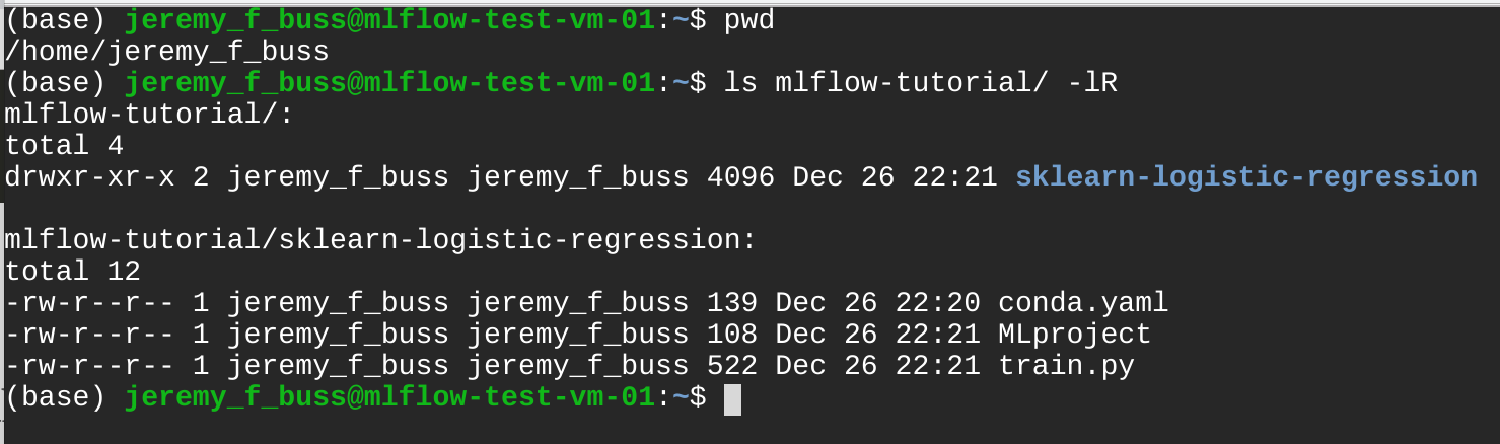 (base) jeremy_f_buss@mlflow-test-vm-01:~$ pwd
/home/jeremy_f_buss
(base) jeremy_f_buss@mlflow-test-vm-01:~$ ls mlflow-tutorial/ -lR
mlflow-tutorial/:
total 4
drwxr-xr-x 2 jeremy_f_buss jeremy_f_buss 4096 Dec 26 22:21 sklearn-logistic-regression

mlflow-tutorial/sklearn-logistic-regression:
total 12
-rw-r--r-- 1 jeremy_f_buss jeremy_f_buss 139 Dec 26 22:20 conda.yaml
-rw-r--r-- 1 jeremy_f_buss jeremy_f_buss 108 Dec 26 22:21 MLproject
-rw-r--r-- 1 jeremy_f_buss jeremy_f_buss 522 Dec 26 22:21 train.py
(base) jeremy_f_buss@mlflow-test-vm-01:~$